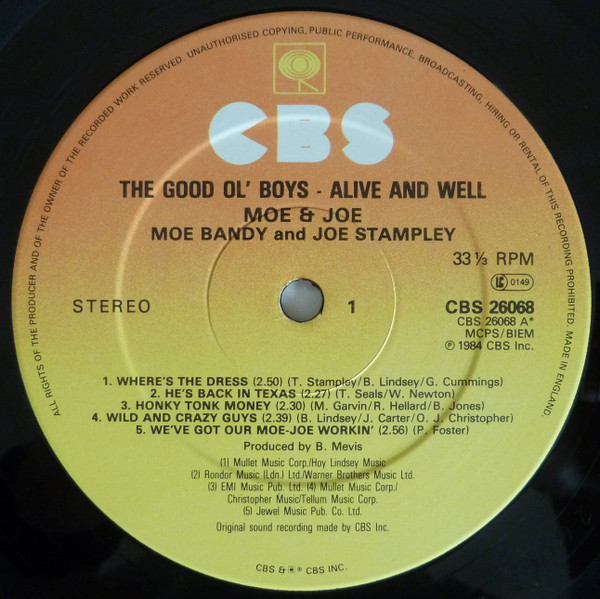 ALL RIGHTS OF THE PRODUCER AND OF THE OWNER OF THE RECORDED WORK RESERVED. UNAUTHORISED COPYING, PUBLIC PERFORMANCE, BROADCASTING, HIRING OR RENTAL OF THIS RECORDING PROHIBITED. MADE IN ENGLAND.
CBS
THE GOOD OL' BOYS - ALIVE AND WELL
MOE & JOE
MOE BANDY and JOE STAMPLEY
33 ⅓ RPM
LC 0149
STEREO
1
CBS 26068
CBS 26068 A*
MCPS/BIEM
℗ 1984 CBS Inc.
1. WHERE'S THE DRESS (2.50) (T. Stampley/B. Lindsey/G. Cummings)
2. HE'S BACK IN TEXAS (2.27) (T. Seals/W. Newton)
3. HONKY TONK MONEY (2.30) (M. Garvin/R. Hellard/B. Jones)
4. WILD AND CRAZY GUYS (2.39) (B. Lindsey/J. Carter/O. J. Christopher)
5. WE'VE GOT OUR MOE-JOE WORKIN' (2.56) (P. Foster)
Produced by B. Mevis
(1) Mullet Music Corp./Hoy Lindsey Music
(2) Rondor Music (Ldn.) Ltd/Warner Brothers Music Ltd.
(3) EMI Music Pub. Ltd. (4) Mullet Music Corp./
Christopher Music/Tellum Music Corp.
(5) Jewel Music Pub. Co. Ltd.
Original sound recording made by CBS Inc.
CBS & ® CBS INC.